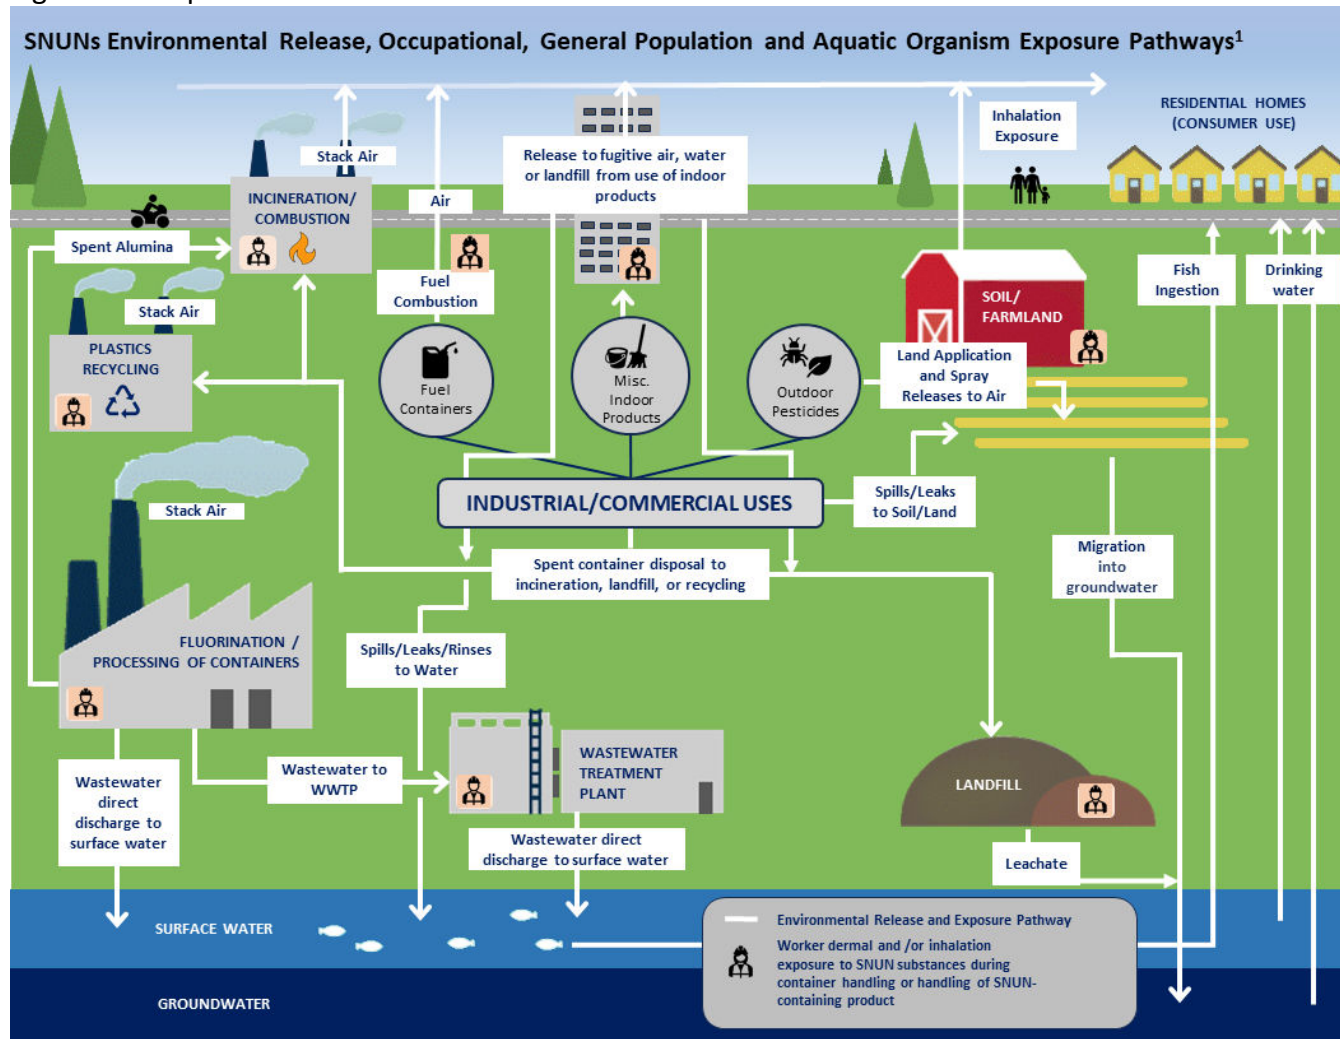 SNUNs Environmental Release, Occupational, General Population and Aquatic Organism Exposure Pathways1
RESIDENTIAL HOMES
(CONSUMER USE)
Inhalation
Exposure
Stack Air
Release to fugitive air, water
or landfill from use of indoor
products
INCINERATION/
COMBUSTION
Air
Spent Alumina
Fuel
Combustion
Fish
Ingestion
Drinking
water
SOIL/
FARMLAND
Stack Air
PLASTICS
RECYCLING
Fuel
Containers
Misc.
Indoor
Products
Outdoor
Pesticides
Land Application
and Spray
Releases to Air
INDUSTRIAL/COMMERCIAL USES
Spills/Leaks
to Soil/Land
Stack Air
Spent container disposal to
incineration, landfill, or recycling
Migration
into
groundwater
FLUORINATION /
PROCESSING OF CONTAINERS
Spills/Leaks/Rinses
to Water
Wastewater
direct
discharge to
surface water
Wastewater to
WWTP
WASTEWATER
TREATMENT
PLANT
LANDFILL
Wastewater direct
discharge to surface water
Leachate
SURFACE WATER
Environmental Release and Exposure Pathway
Worker dermal and /or inhalation
exposure to SNUN substances during
container handling or handling of SNUN-
containing product
GROUNDWATER